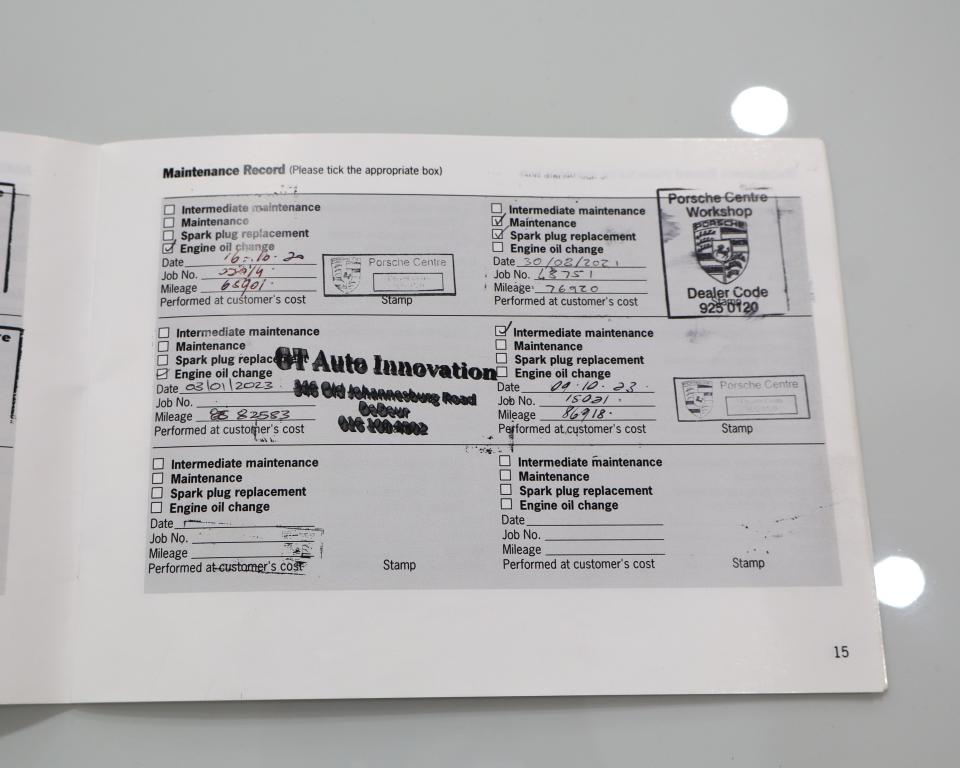 Maintenance Record (Please tick the appropriate box)
Intermediate maintenance
Maintenance
Spark plug replacement
Engine oil change
Date 16-10-20
Job No.
Mileage
Performed at customer's cost
Porsche Centre
Stamp
Intermediate maintenance
Maintenance
Spark plug replacement
Engine oil change
Date 30/08/2021
Job No. 48751
Mileage 76920
Performed at customer's cost
Porsche Centre
Workshop
PORSCHE
Dealer Code
925 0120
Intermediate maintenance
Maintenance
Spark plug replacement
Engine oil change
Date 03/01/2023
Job No.
Mileage 82583
Performed at customer's cost
GT Auto Innovation
346 Old Johannesburg Road
DeDeur
Intermediate maintenance
Maintenance
Spark plug replacement
Engine oil change
Date 09.10.23
Job No. 15021
Mileage 86918
Performed at customer's cost
Porsche Centre
Stamp
Intermediate maintenance
Maintenance
Spark plug replacement
Engine oil change
Date
Job No.
Mileage
Performed at customer's cost
Stamp
Intermediate maintenance
Maintenance
Spark plug replacement
Engine oil change
Date
Job No.
Mileage
Performed at customer's cost
Stamp
15